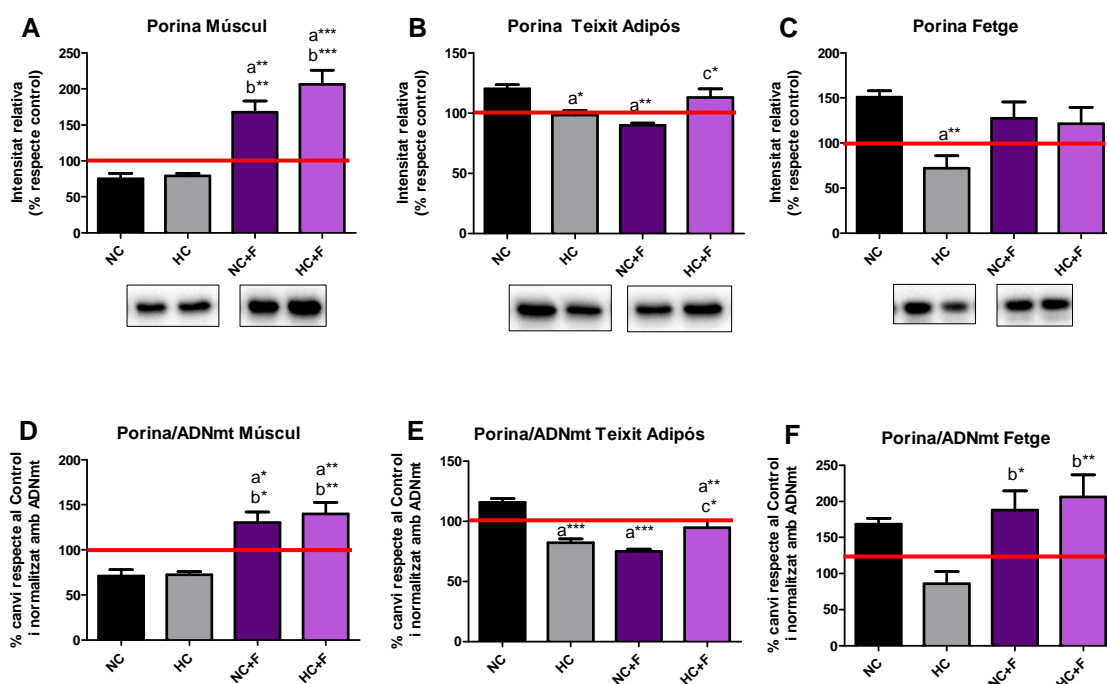 A
Porina Múscul
Intensitat relativa
(% respecte control)
250
200
150
100
50
0
a**
b**
a***
b***
NC
HC
NC+F
HC+F
B
Porina Teixit Adipós
Intensitat relativa
(% respecte control)
150
100
50
0
a*
a**
c*
NC
HC
NC+F
HC+F
C
Porina Fetge
Intensitat relativa
(% respecte control)
200
150
100
50
0
a**
NC
HC
NC+F
HC+F
D
Porina/ADNmt Múscul
% canvi respecte al Control
i normalitzat amb ADNmt
200
150
100
50
0
a*
b*
a**
b**
NC
HC
NC+F
HC+F
E
Porina/ADNmt Teixit Adipós
% canvi respecte al Control
i normalitzat amb ADNmt
150
100
50
0
a***
a***
a**
c*
NC
HC
NC+F
HC+F
F
Porina/ADNmt Fetge
% canvi respecte al Control
i normalitzat amb ADNmt
250
200
150
100
50
0
b*
b**
NC
HC
NC+F
HC+F